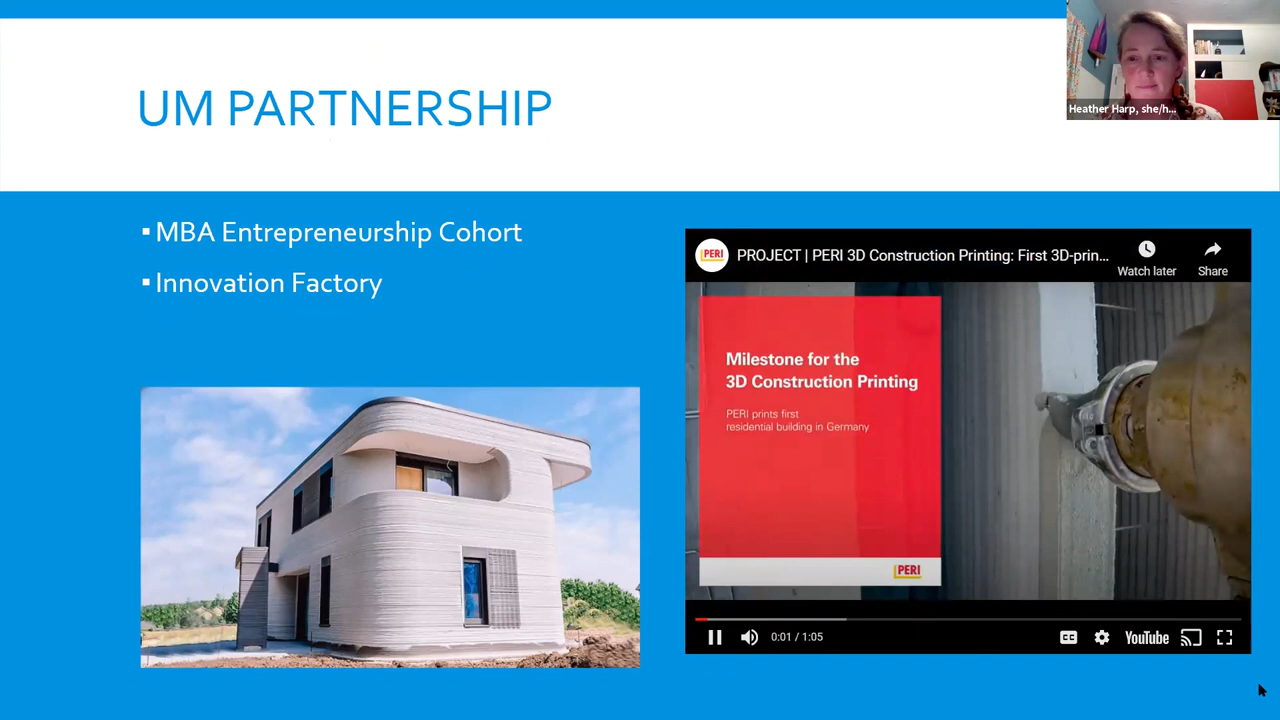 UM PARTNERSHIP
Heather Harp, she/h...
▪ MBA Entrepreneurship Cohort
▪ Innovation Factory
PERI
PROJECT | PERI 3D Construction Printing: First 3D-prin...
Watch later
Share
Milestone for the
3D Construction Printing
PERI prints first
residential building in Germany
PERI
0:01 / 1:05
CC
YouTube